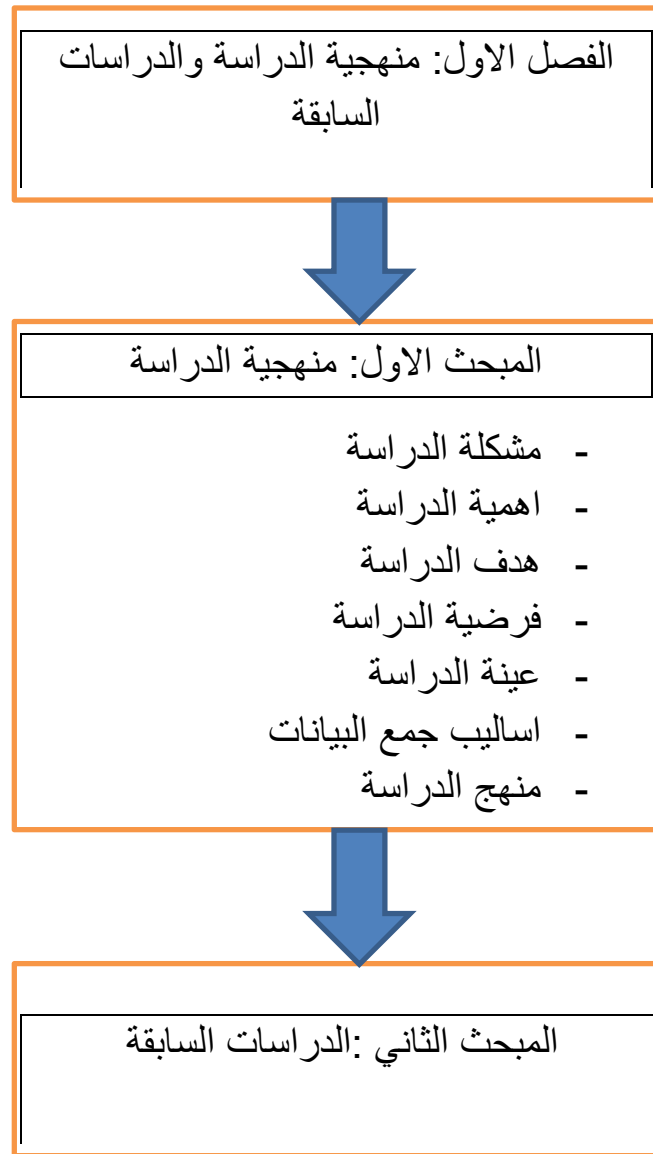 الفصل الاول: منهجية الدراسة والدراسات
السابقة
المبحث الاول: منهجية الدراسة
- مشكلة الدراسة
- اهمية الدراسة
- هدف الدراسة
- فرضية الدراسة
- عينة الدراسة
- اساليب جمع البيانات
- منهج الدراسة
المبحث الثاني :الدراسات السابقة